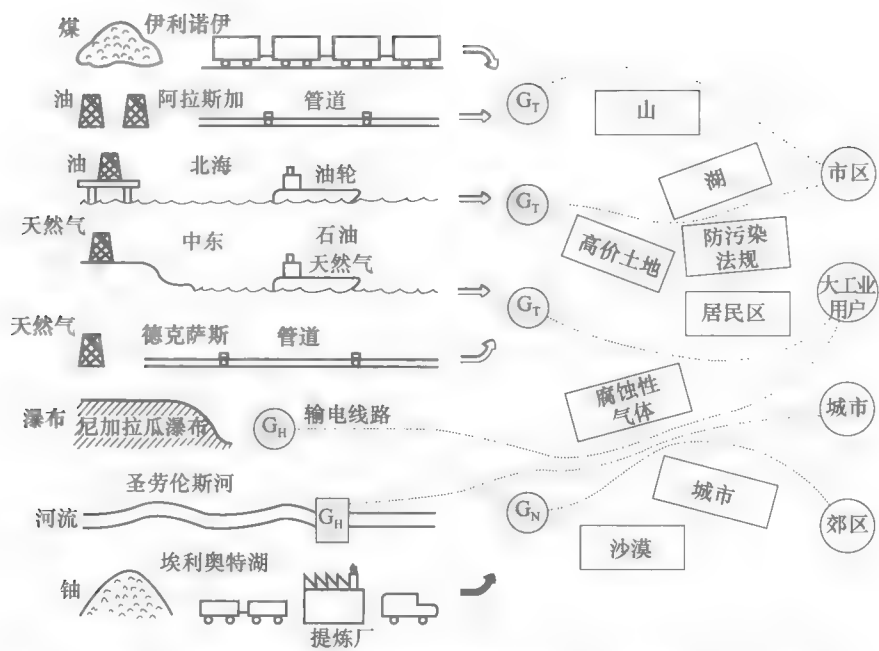 煤
伊利诺伊
油
阿拉斯加
管道
G_T
山
油
北海
油轮
G_T
湖
市区
天然气
中东
石油
天然气
高价土地
防污染
法规
G_T
居民区
大工业
用户
天然气
德克萨斯
管道
瀑布
尼加拉瓜瀑布
G_H
输电线路
腐蚀性
气体
城市
圣劳伦斯河
河流
G_H
G_N
城市
沙漠
郊区
铀
埃利奥特湖
提炼厂